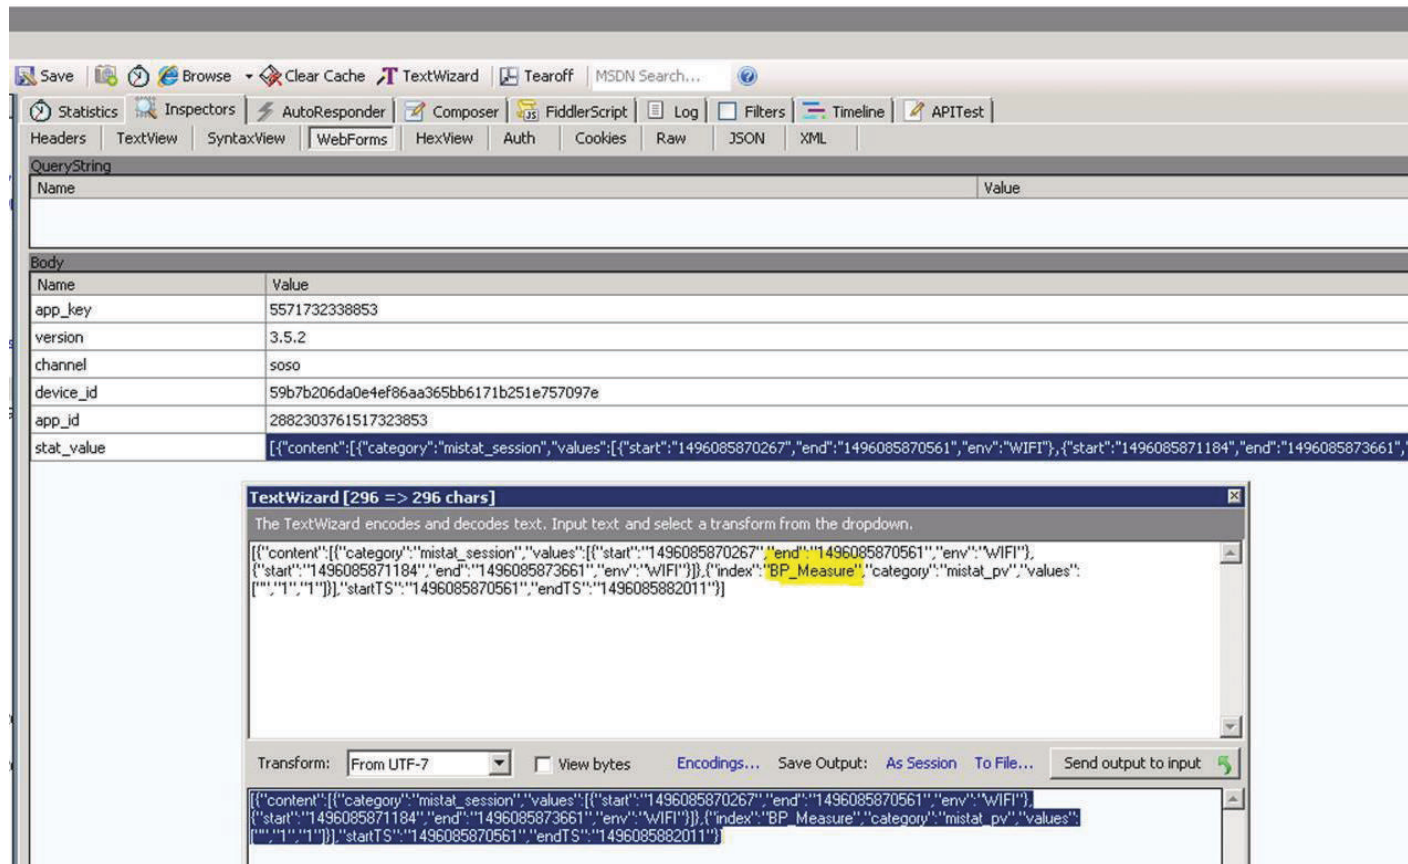 Save Browse Clear Cache TextWizard Tearoff MSDN Search...
Statistics Inspectors AutoResponder Composer FiddlerScript Log Filters Timeline APITest
Headers TextView SyntaxView WebForms HexView Auth Cookies Raw JSON XML
QueryString
Name Value
Body
Name Value
app_key 5571732338853
version 3.5.2
channel soso
device_id 59b7b206da0e4ef86aa365bb6171b251e757097e
app_id 2882303761517323853
stat_value [{"content":[{"category":"mistat_session","values":[{"start":"1496085870267","end":"1496085870561","env":"WIFI"},{"start":"1496085871184","end":"1496085873661","
TextWizard [296 => 296 chars]
The TextWizard encodes and decodes text. Input text and select a transform from the dropdown.
[{"content":[{"category":"mistat_session","values":[{"start":"1496085870267","end":"1496085870561","env":"WIFI"},
{"start":"1496085871184","end":"1496085873661","env":"WIFI"}]},{"index":"BP_Measure","category":"mistat_pv","values":
["","1","1"]}],"startTS":"1496085870561","endTS":"1496085882011"}]
Transform: From UTF-7 View bytes Encodings... Save Output: As Session To File... Send output to input
[{"content":[{"category":"mistat_session","values":[{"start":"1496085870267","end":"1496085870561","env":"WIFI"},
{"start":"1496085871184","end":"1496085873661","env":"WIFI"}]},{"index":"BP_Measure","category":"mistat_pv","values":
["","1","1"]}],"startTS":"1496085870561","endTS":"1496085882011"}]